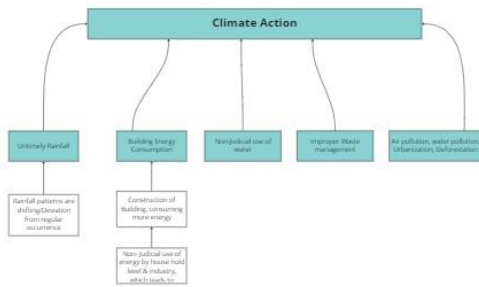 Climate Action
Untimely Rainfall
Building Energy
Consumption
Non-Judicial use of
water
Improper Waste
management
Air pollution, water pollution,
Urbanization, Deforestation
Rainfall patterns are
shifting/Deviation
from regular
occurrence
Construction of
Building, consuming
more energy
Non- Judicial use of
energy by house hold
level & industry,
which leads to